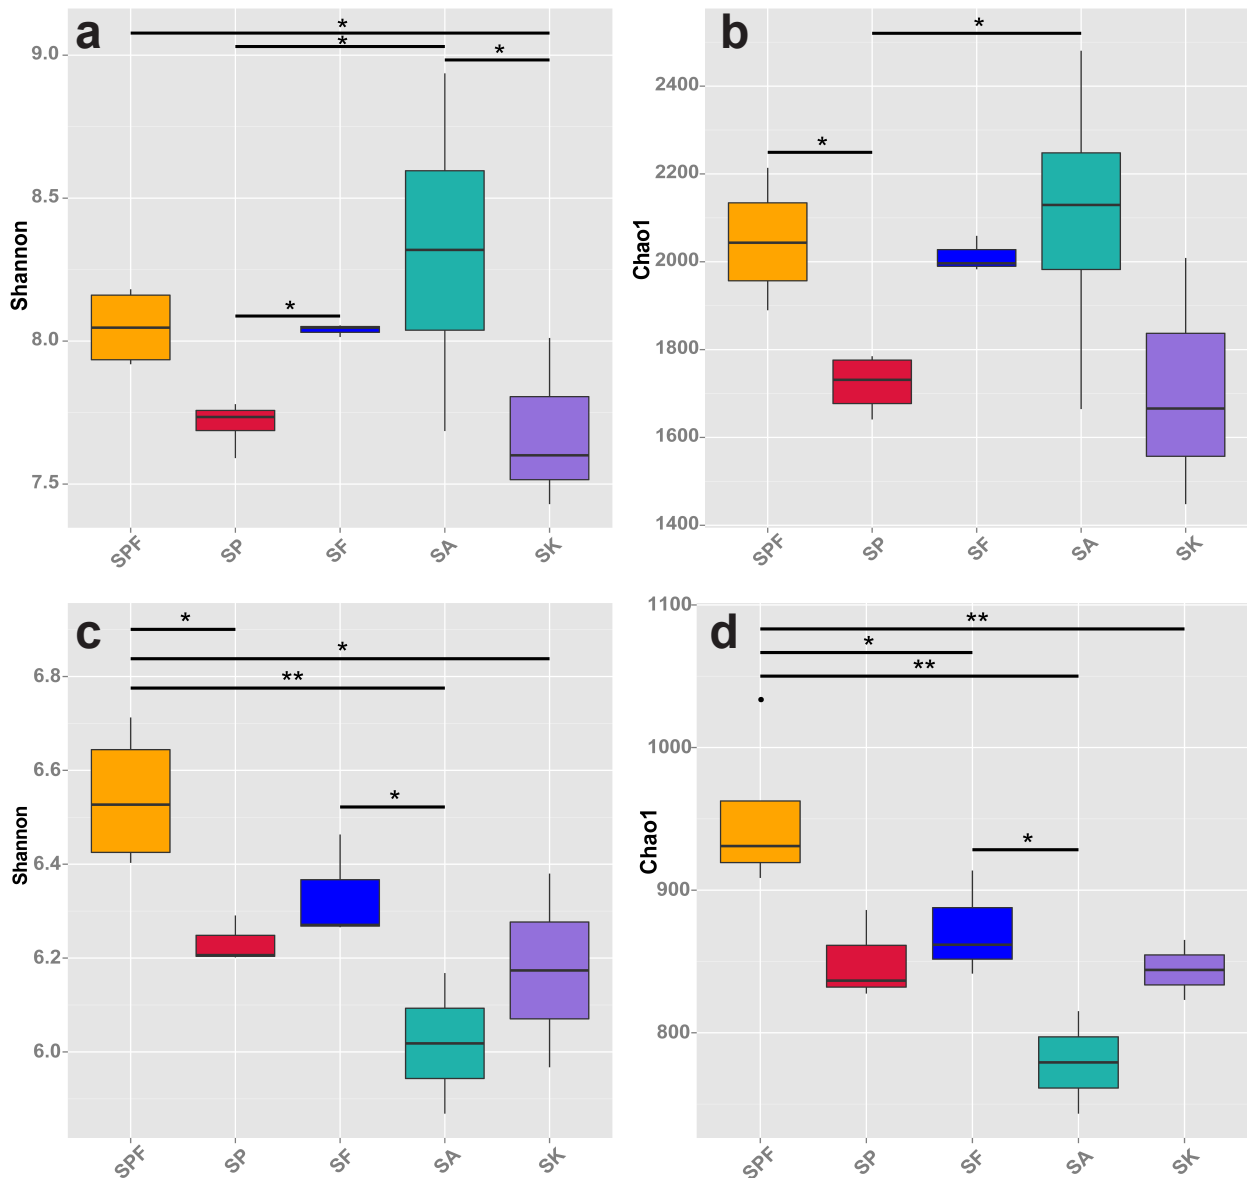 a
*
*
*
*
9.0
8.5
8.0
7.5
Shannon
SPF
SP
SF
SA
SK
b
*
*
2400
2200
2000
1800
1600
1400
Chao1
SPF
SP
SF
SA
SK
c
*
*
**
*
6.8
6.6
6.4
6.2
6.0
Shannon
SPF
SP
SF
SA
SK
d
**
*
**
*
1100
1000
900
800
Chao1
SPF
SP
SF
SA
SK